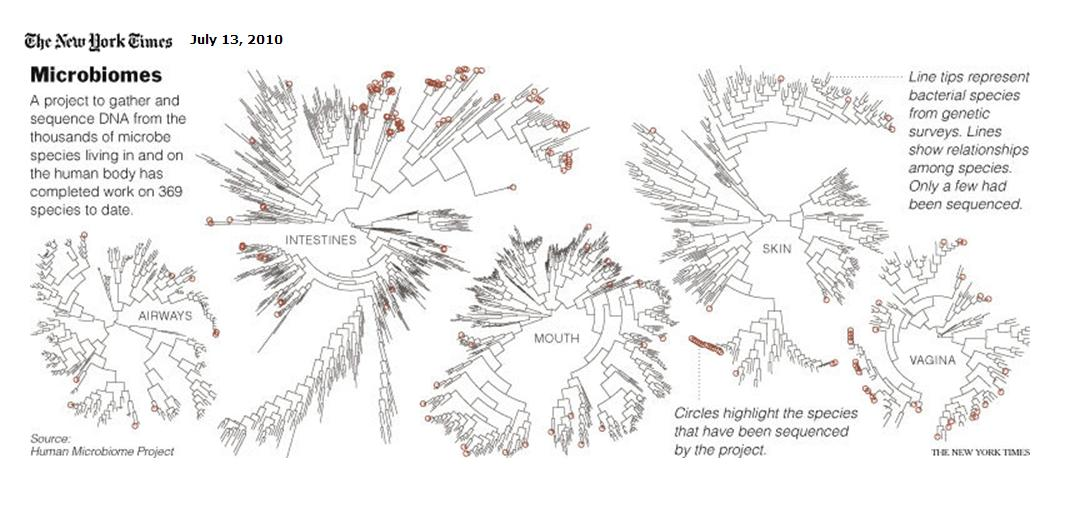 The New York Times
July 13, 2010
Microbiomes
A project to gather and
sequence DNA from the
thousands of microbe
species living in and on
the human body has
completed work on 369
species to date.
INTESTINES
AIRWAYS
MOUTH
SKIN
VAGINA
Line tips represent
bacterial species
from genetic
surveys. Lines
show relationships
among species.
Only a few had
been sequenced.
Circles highlight the species
that have been sequenced
by the project.
Source:
Human Microbiome Project
THE NEW YORK TIMES